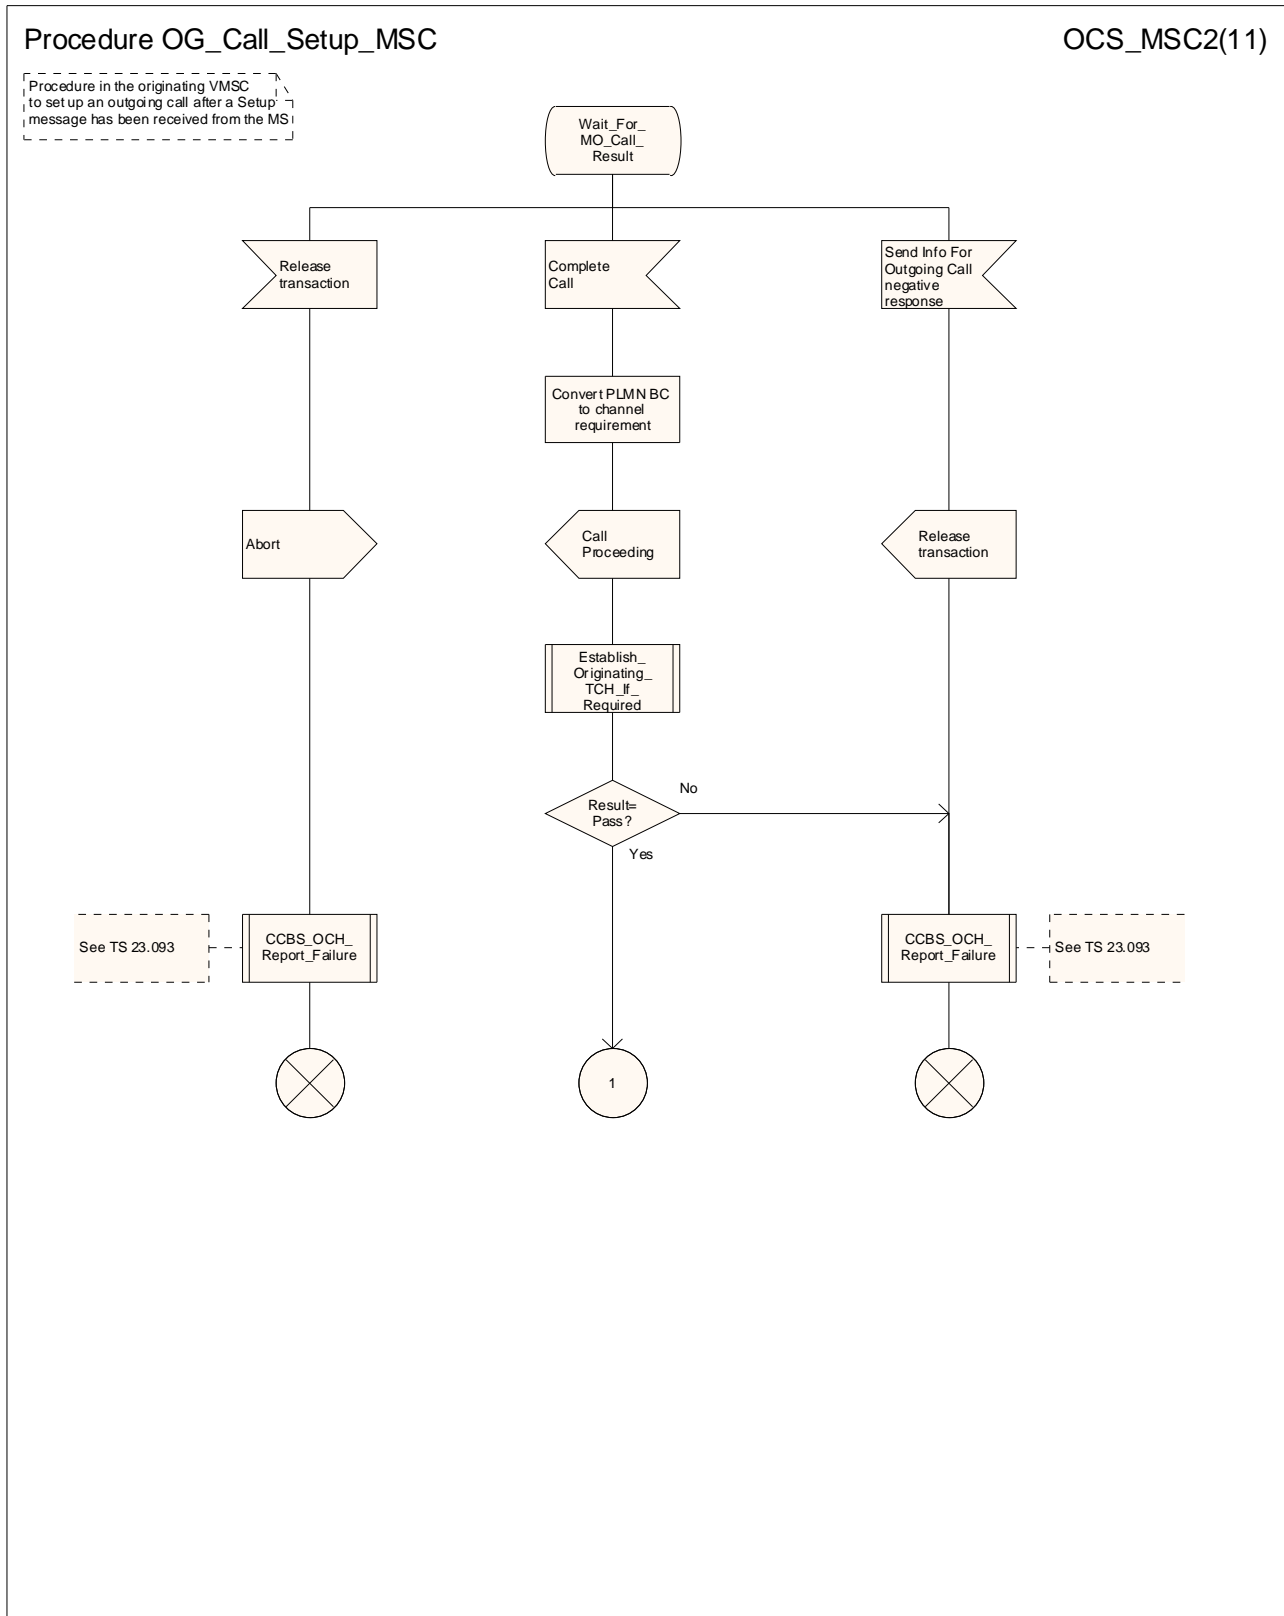 Procedure OG_Call_Setup_MSC
OCS_MSC2(11)
Procedure in the originating VMSC
to set up an outgoing call after a Setup
message has been received from the MS
Wait_For_
MO_Call_
Result
Release
transaction
Complete
Call
Send Info For
Outgoing Call
negative
response
Convert PLMN BC
to channel
requirement
Abort
Call
Proceeding
Release
transaction
Establish_
Originating_
TCH_If_
Required
Result=
Pass?
No
Yes
See TS 23.093
CCBS_OCH_
Report_Failure
CCBS_OCH_
Report_Failure
See TS 23.093
1